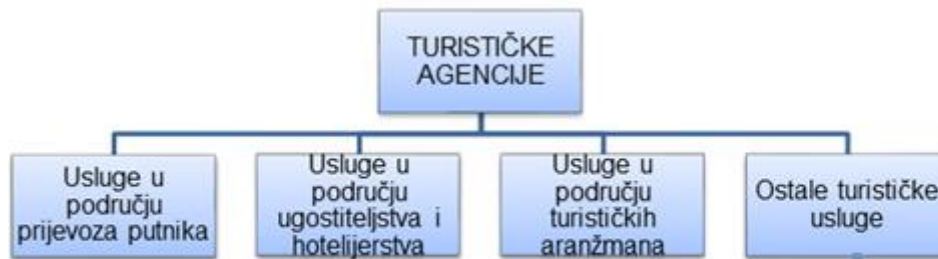 TURISTIČKE
AGENCIJE
Usluge u
području
prijevoza putnika
Usluge u
području
ugostiteljstva i
hotelijerstva
Usluge u
području
turističkih
aranžmana
Ostale turističke
usluge